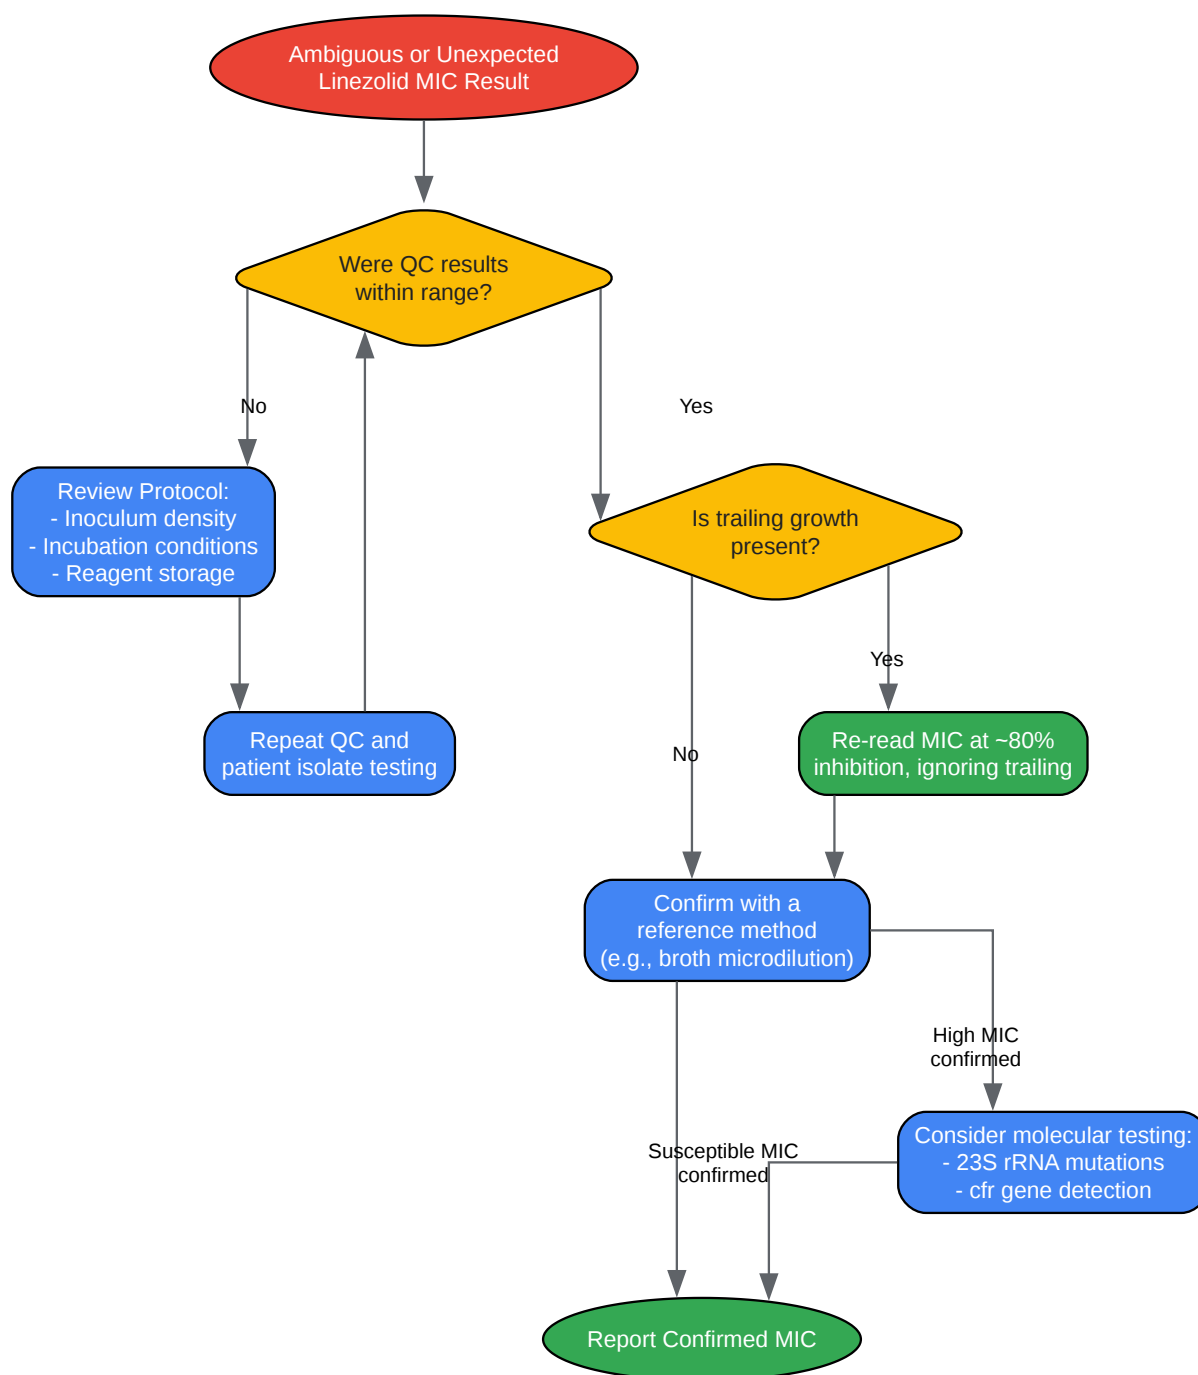 Ambiguous or Unexpected
Linezolid MIC Result
Were QC results
within range?
No
Yes
Review Protocol:
- Inoculum density
- Incubation conditions
- Reagent storage
Is trailing growth
present?
Yes
Repeat QC and
patient isolate testing
No
Re-read MIC at ~80%
inhibition, ignoring trailing
Confirm with a
reference method
(e.g., broth microdilution)
High MIC
confirmed
Susceptible MIC
confirmed
Consider molecular testing:
- 23S rRNA mutations
- cfr gene detection
Report Confirmed MIC